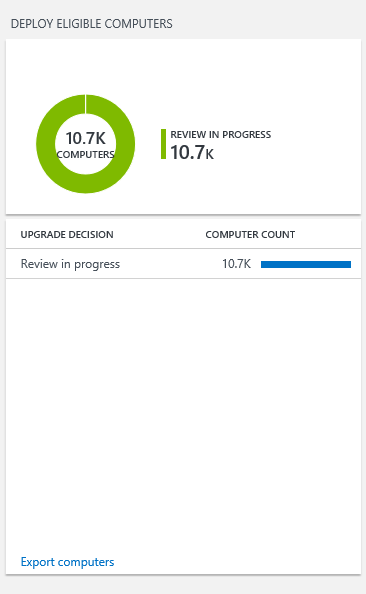 DEPLOY ELIGIBLE COMPUTERS
10.7K
COMPUTERS
REVIEW IN PROGRESS
10.7K
UPGRADE DECISION COMPUTER COUNT
Review in progress 10.7K
Export computers